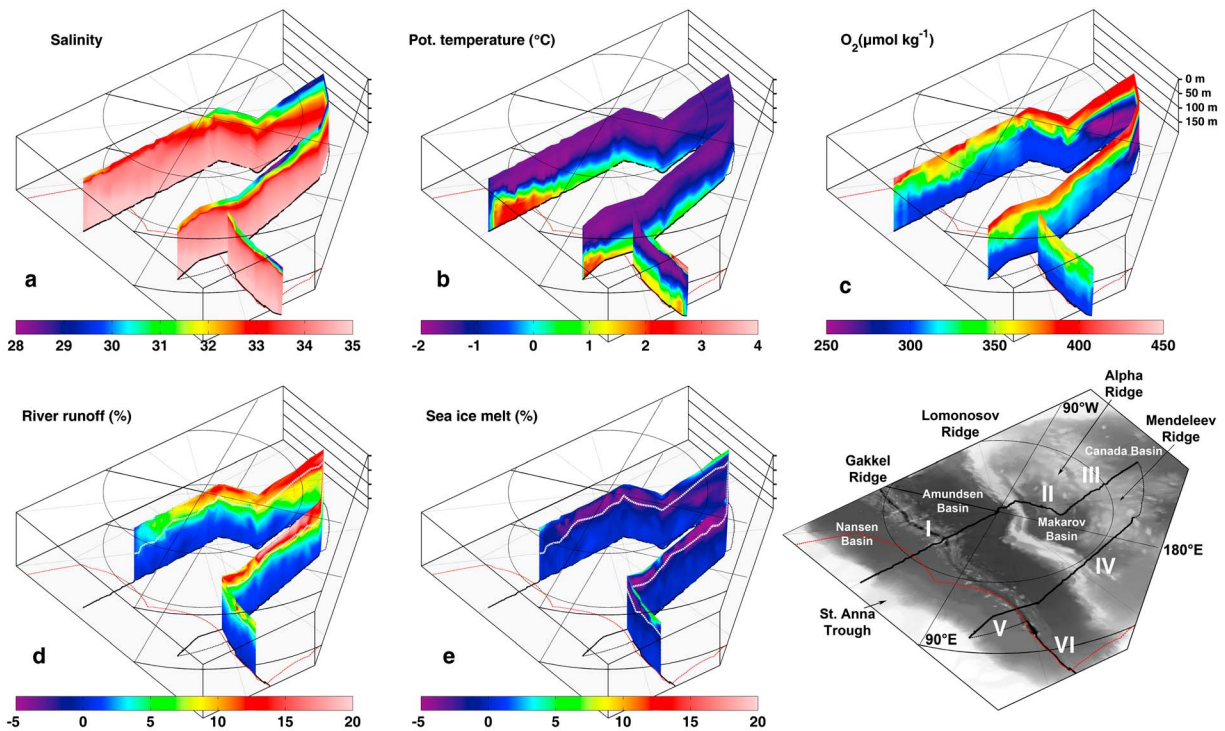 Salinity
a
28 29 30 31 32 33 34 35
Pot. temperature (°C)
b
-2 -1 0 1 2 3 4
O₂(µmol kg⁻¹)
0 m
50 m
100 m
150 m
c
250 300 350 400 450
River runoff (%)
d
-5 0 5 10 15 20
Sea ice melt (%)
e
-5 0 5 10 15 20
Alpha
Ridge
90°W
Lomonosov
Ridge
Mendeleev
Ridge
Gakkel
Ridge
Canada Basin
III
II
Amundsen
Basin
Nansen
Basin
I
Makarov
Basin
180°E
IV
St. Anna
Trough
V
90°E
VI